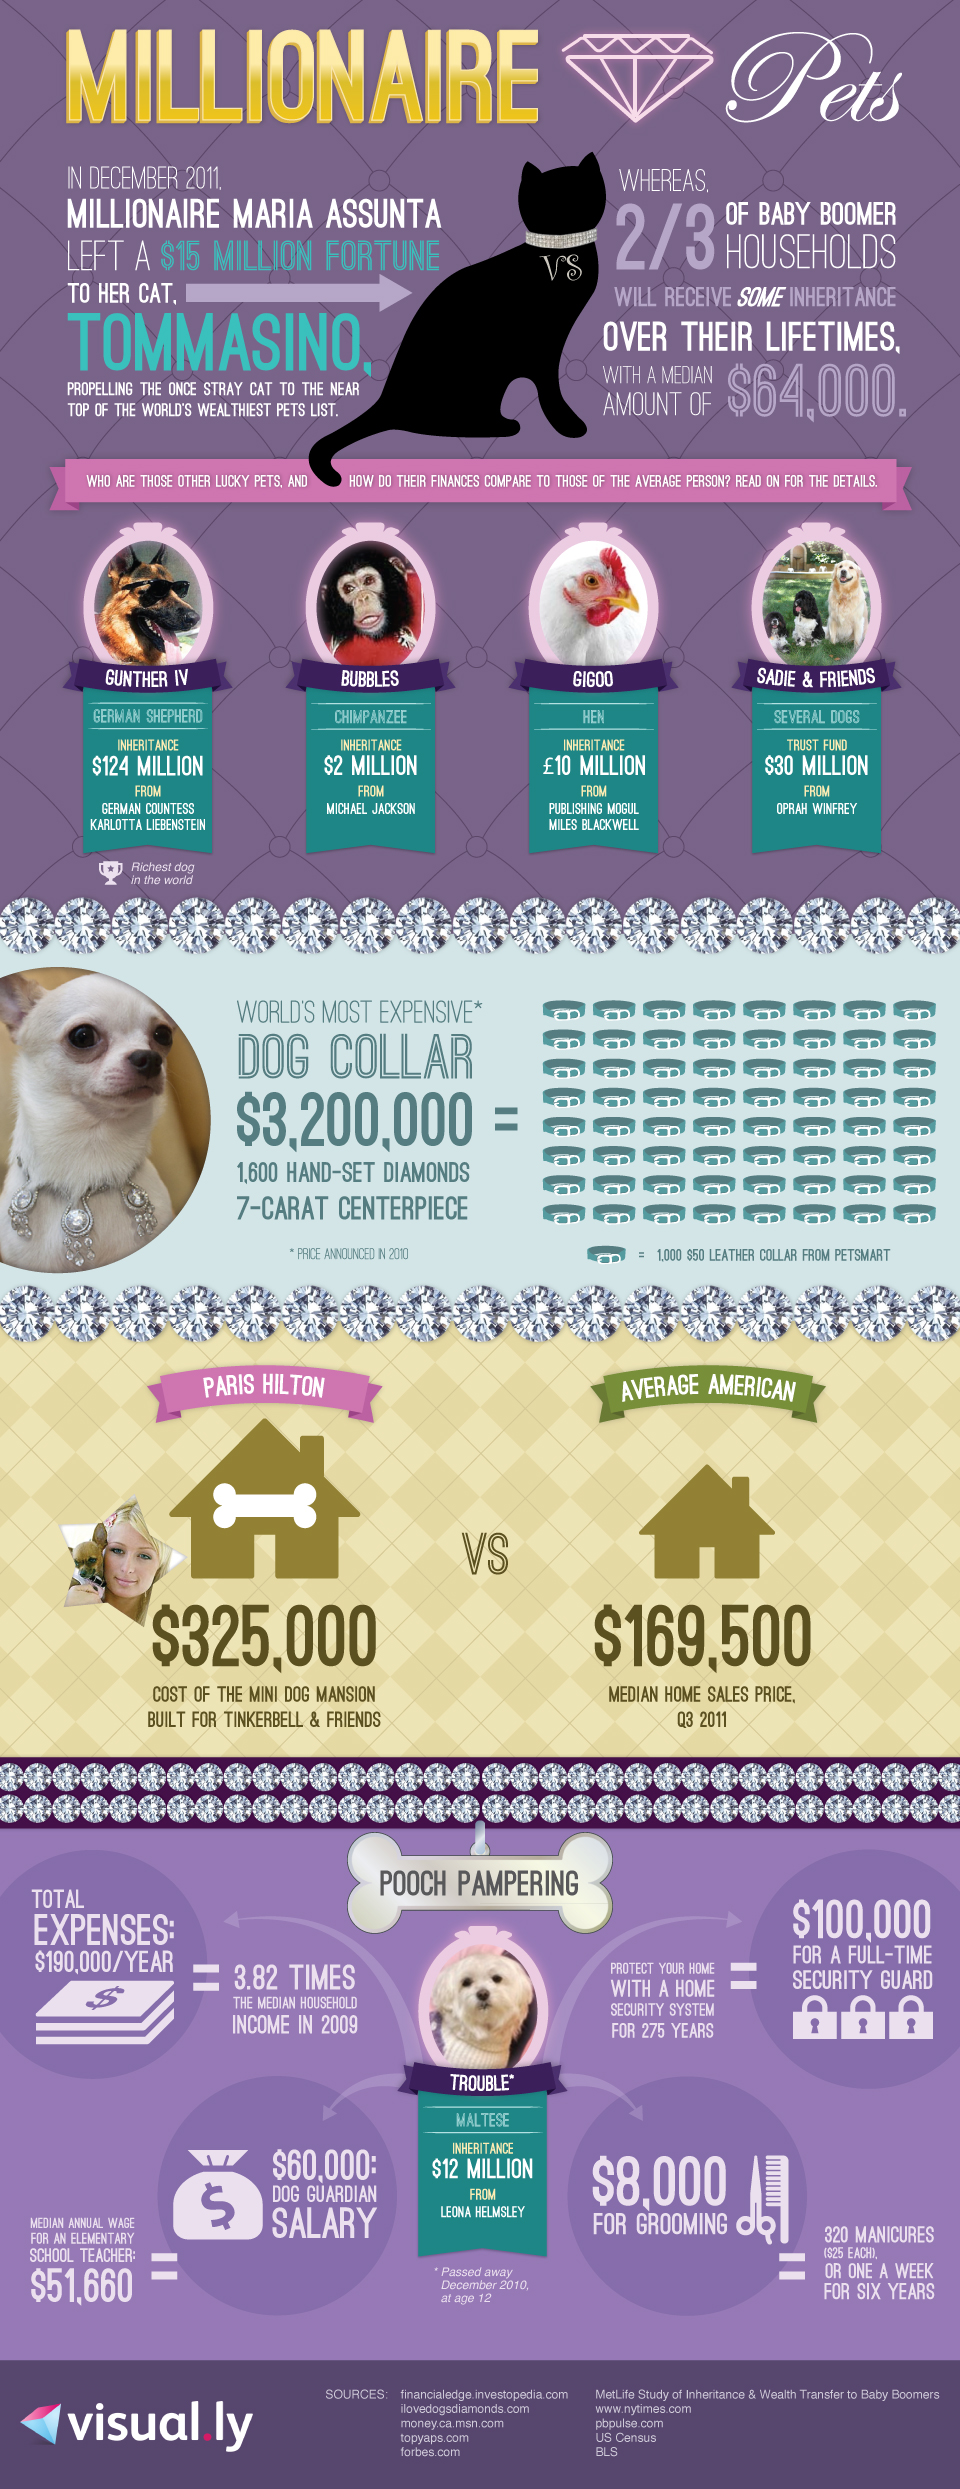 MILLIONAIRE Pets
IN DECEMBER 2011,
MILLIONAIRE MARIA ASSUNTA
LEFT A $15 MILLION FORTUNE
TO HER CAT,
TOMMASINO,
PROPELLING THE ONCE STRAY CAT TO THE NEAR
TOP OF THE WORLD'S WEALTHIEST PETS LIST.
VS
WHEREAS,
2/3 OF BABY BOOMER
HOUSEHOLDS
WILL RECEIVE SOME INHERITANCE
OVER THEIR LIFETIMES,
WITH A MEDIAN
AMOUNT OF $64,000.
WHO ARE THOSE OTHER LUCKY PETS, AND HOW DO THEIR FINANCES COMPARE TO THOSE OF THE AVERAGE PERSON? READ ON FOR THE DETAILS.
GUNTHER IV
GERMAN SHEPHERD
INHERITANCE
$124 MILLION
FROM
GERMAN COUNTESS
KARLOTTA LIEBENSTEIN
Richest dog
in the world
BUBBLES
CHIMPANZEE
INHERITANCE
$2 MILLION
FROM
MICHAEL JACKSON
GIGOO
HEN
INHERITANCE
£10 MILLION
FROM
PUBLISHING MOGUL
MILES BLACKWELL
SADIE & FRIENDS
SEVERAL DOGS
TRUST FUND
$30 MILLION
FROM
OPRAH WINFREY
WORLD'S MOST EXPENSIVE*
DOG COLLAR
$3,200,000 =
1,600 HAND-SET DIAMONDS
7-CARAT CENTERPIECE
* PRICE ANNOUNCED IN 2010
= 1,000 $50 LEATHER COLLAR FROM PETSMART
PARIS HILTON
$325,000
COST OF THE MINI DOG MANSION
BUILT FOR TINKERBELL & FRIENDS
VS
AVERAGE AMERICAN
$169,500
MEDIAN HOME SALES PRICE,
Q3 2011
POOCH PAMPERING
TOTAL
EXPENSES:
$190,000/YEAR
$
=
3.82 TIMES
THE MEDIAN HOUSEHOLD
INCOME IN 2009
PROTECT YOUR HOME
WITH A HOME
SECURITY SYSTEM
FOR 275 YEARS
=
$100,000
FOR A FULL-TIME
SECURITY GUARD
TROUBLE*
MALTESE
INHERITANCE
$12 MILLION
FROM
LEONA HELMSLEY
* Passed away
December 2010,
at age 12
MEDIAN ANNUAL WAGE
FOR AN ELEMENTARY
SCHOOL TEACHER:
$51,660
=
$
$60,000:
DOG GUARDIAN
SALARY
$8,000
FOR GROOMING
=
320 MANICURES
($25 EACH),
OR ONE A WEEK
FOR SIX YEARS
visual.ly
SOURCES:
financialedge.investopedia.com
ilovedogsdiamonds.com
money.ca.msn.com
topyaps.com
forbes.com
MetLife Study of Inheritance & Wealth Transfer to Baby Boomers
www.nytimes.com
pbpulse.com
US Census
BLS